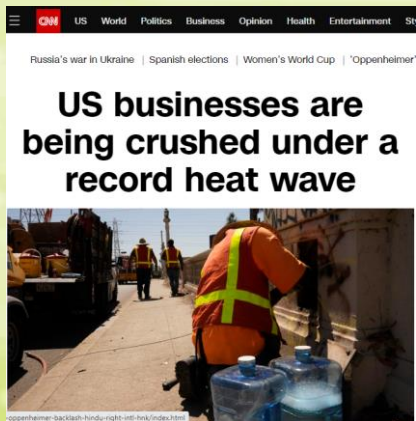 CNN US World Politics Business Opinion Health Entertainment Sty
Russia's war in Ukraine | Spanish elections | Women's World Cup | 'Oppenheimer'
US businesses are
being crushed under a
record heat wave
-oppenheimer-backlash-hindu-right-intl-hnk/index.html